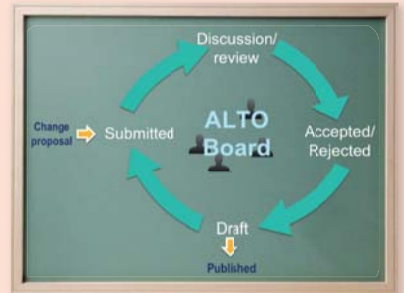 Discussion/
review
Change
proposal
Submitted
ALTO
Board
Accepted/
Rejected
Draft
Published